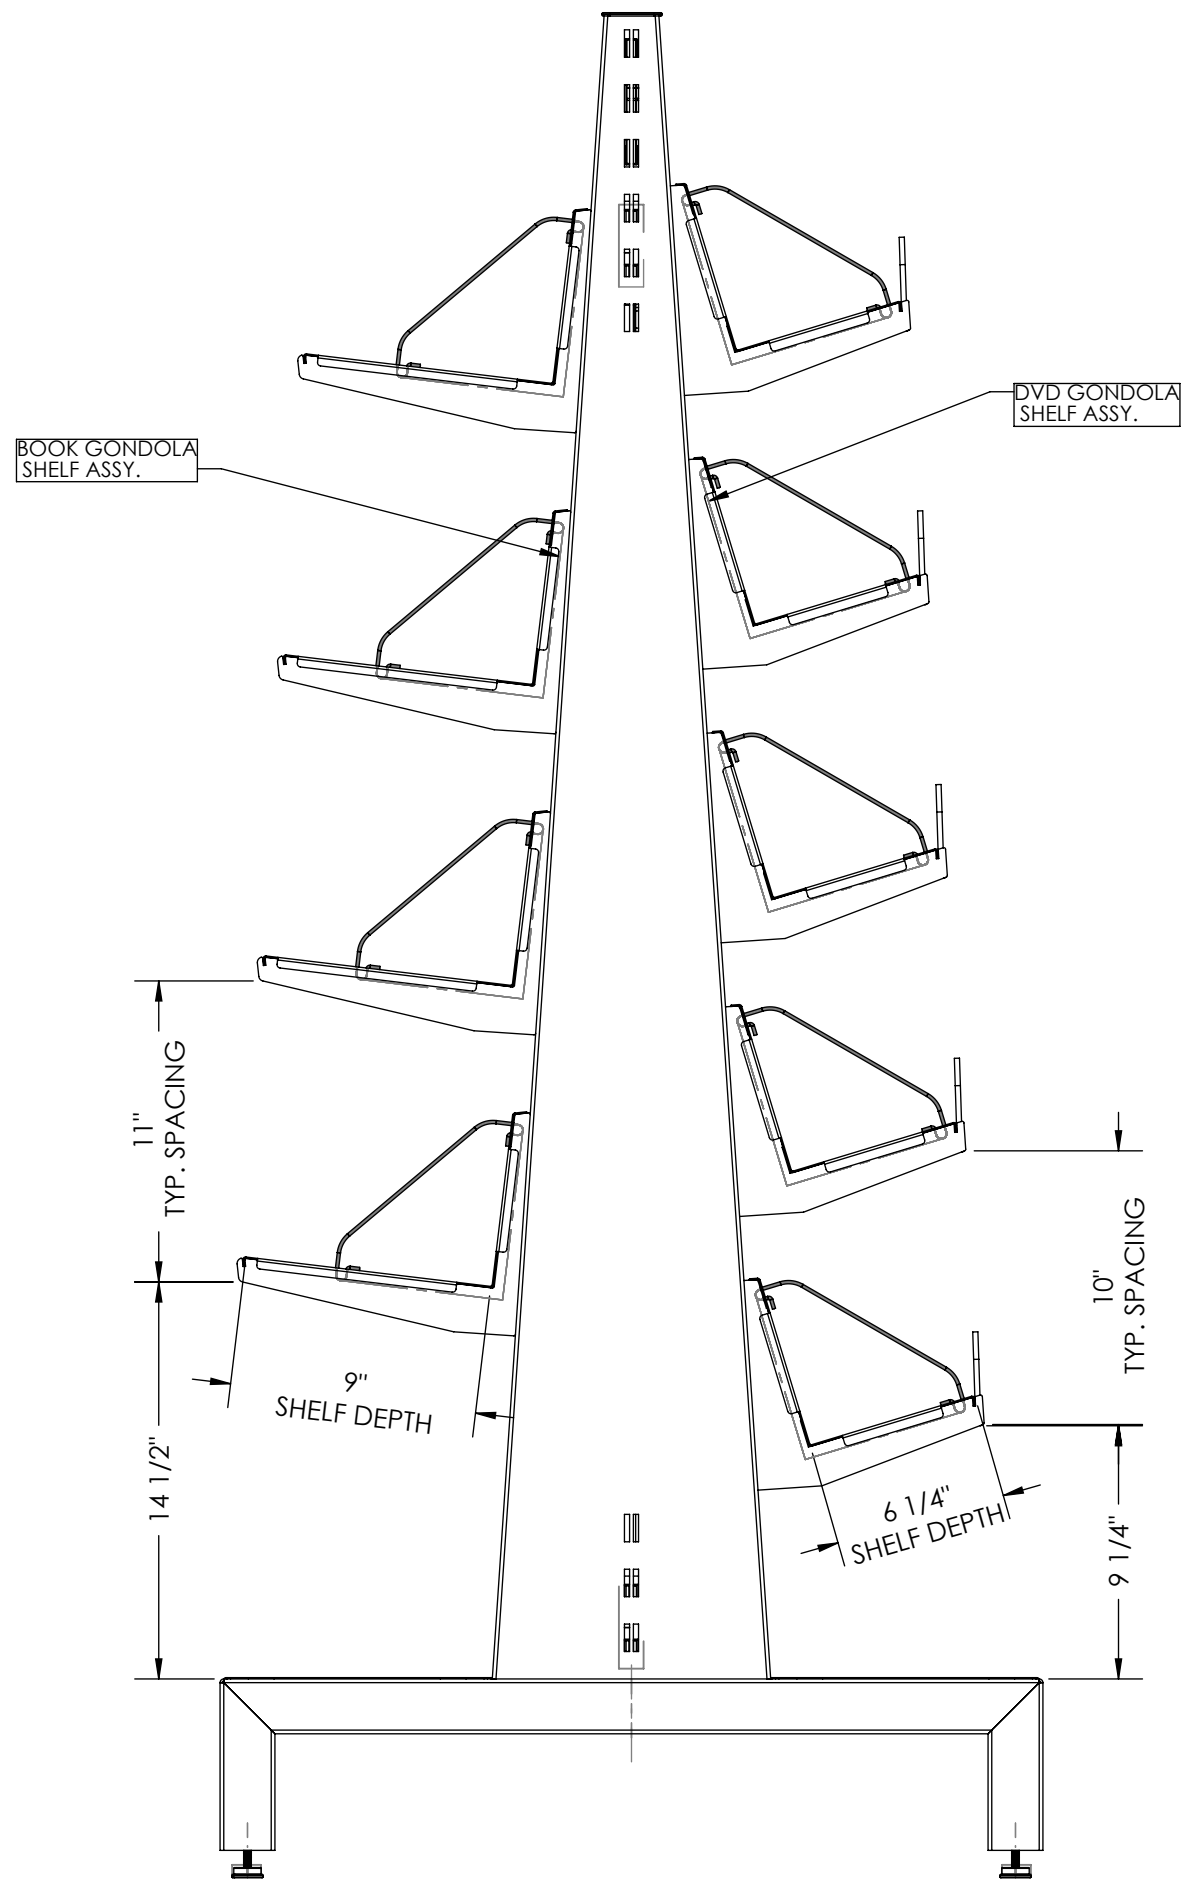 DVD GONDOLA
SHELF ASSY.
BOOK GONDOLA
SHELF ASSY.
11"
TYP. SPACING
10"
TYP. SPACING
9"
SHELF DEPTH
14 1/2"
6 1/4"
SHELF DEPTH
9 1/4"